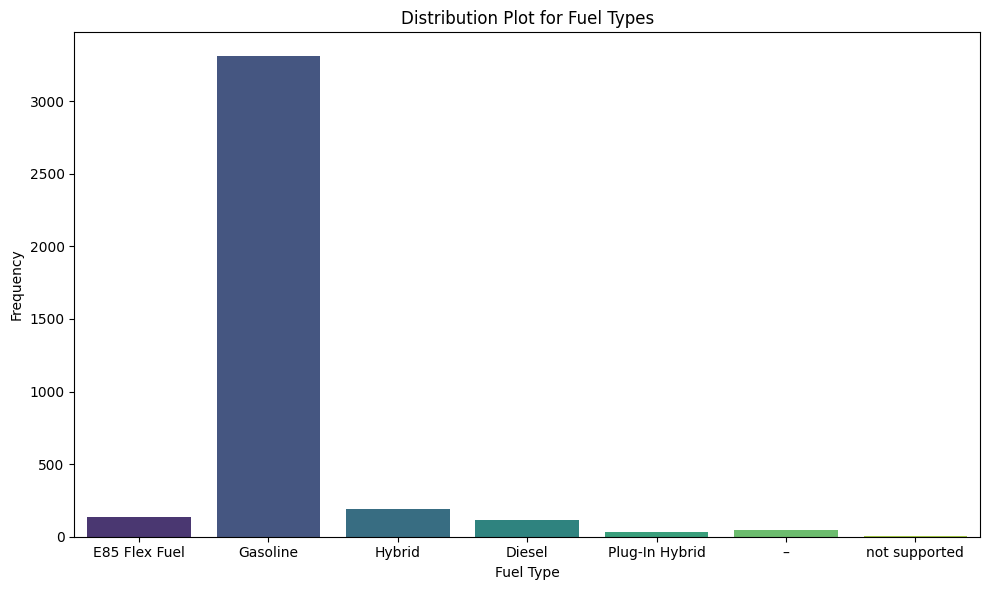 Distribution Plot for Fuel Types
Frequency
3000
2500
2000
1500
1000
500
0
E85 Flex Fuel
Gasoline
Hybrid
Diesel
Plug-In Hybrid
–
not supported
Fuel Type